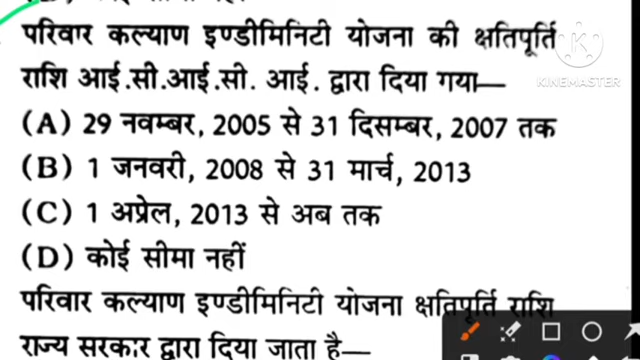 परिवार कल्याण इण्डीमिनिटी योजना की क्षतिपूर्ति
राशि आई.सी.आई.सी. आई. द्वारा दिया गया—
(A) 29 नवम्बर, 2005 से 31 दिसम्बर, 2007 तक
(B) 1 जनवरी, 2008 से 31 मार्च, 2013
(C) 1 अप्रेल, 2013 से अब तक
(D) कोई सीमा नहीं
परिवार कल्याण इण्डीमिनिटी योजना क्षतिपूर्ति राशि
राज्य सरकार द्वारा दिया जाता है—
KINEMASTER